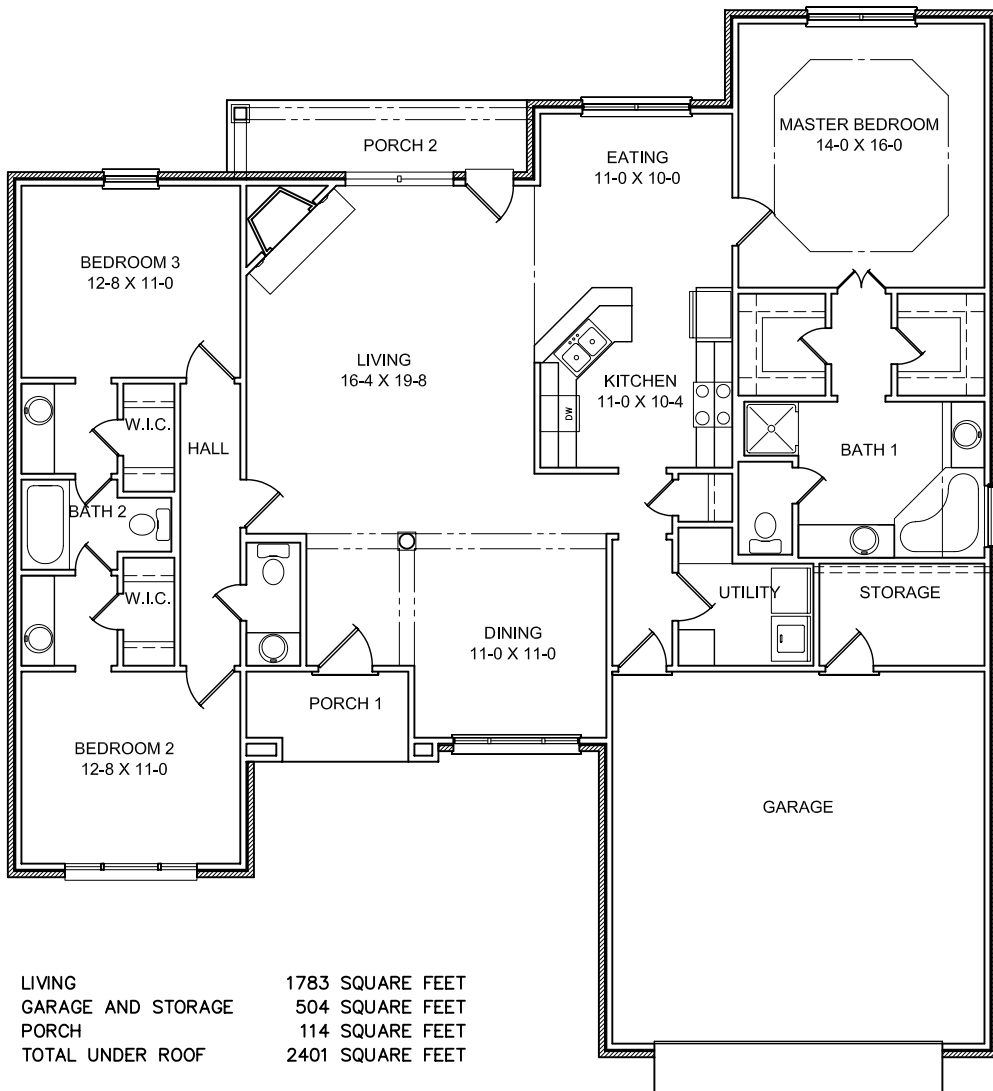 MASTER BEDROOM
14-0 X 16-0
PORCH 2
EATING
11-0 X 10-0
BEDROOM 3
12-8 X 11-0
LIVING
16-4 X 19-8
KITCHEN
11-0 X 10-4
DW
W.I.C.
HALL
BATH 1
BATH 2
W.I.C.
UTILITY
STORAGE
DINING
11-0 X 11-0
PORCH 1
BEDROOM 2
12-8 X 11-0
GARAGE
LIVING 1783 SQUARE FEET
GARAGE AND STORAGE 504 SQUARE FEET
PORCH 114 SQUARE FEET
TOTAL UNDER ROOF 2401 SQUARE FEET